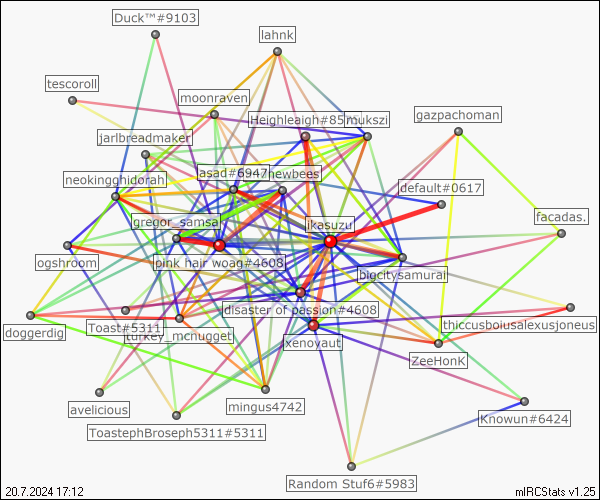 Duck™#9103
lahnk
tescoroll
moonraven
Heighleigh#85
mukszi
gazpachoman
jarlbreadmaker
asad#6947
newbees
neokingghidorah
default#0617
gregor_samsa
ikasuzu
facadas.
ogshroom
pink hair woag#4608
bigcitysamurai
disaster of passion#4608
doggerdig
Toast#5311
turkey_mcnugget
thiccusboiusalexusjoneus
xenoyaut
ZeeHonK
avelicious
mingus4742
ToastephBroseph5311#5311
Knowun#6424
Random Stuf6#5983
20.7.2024 17:12
mIRCStats v1.25